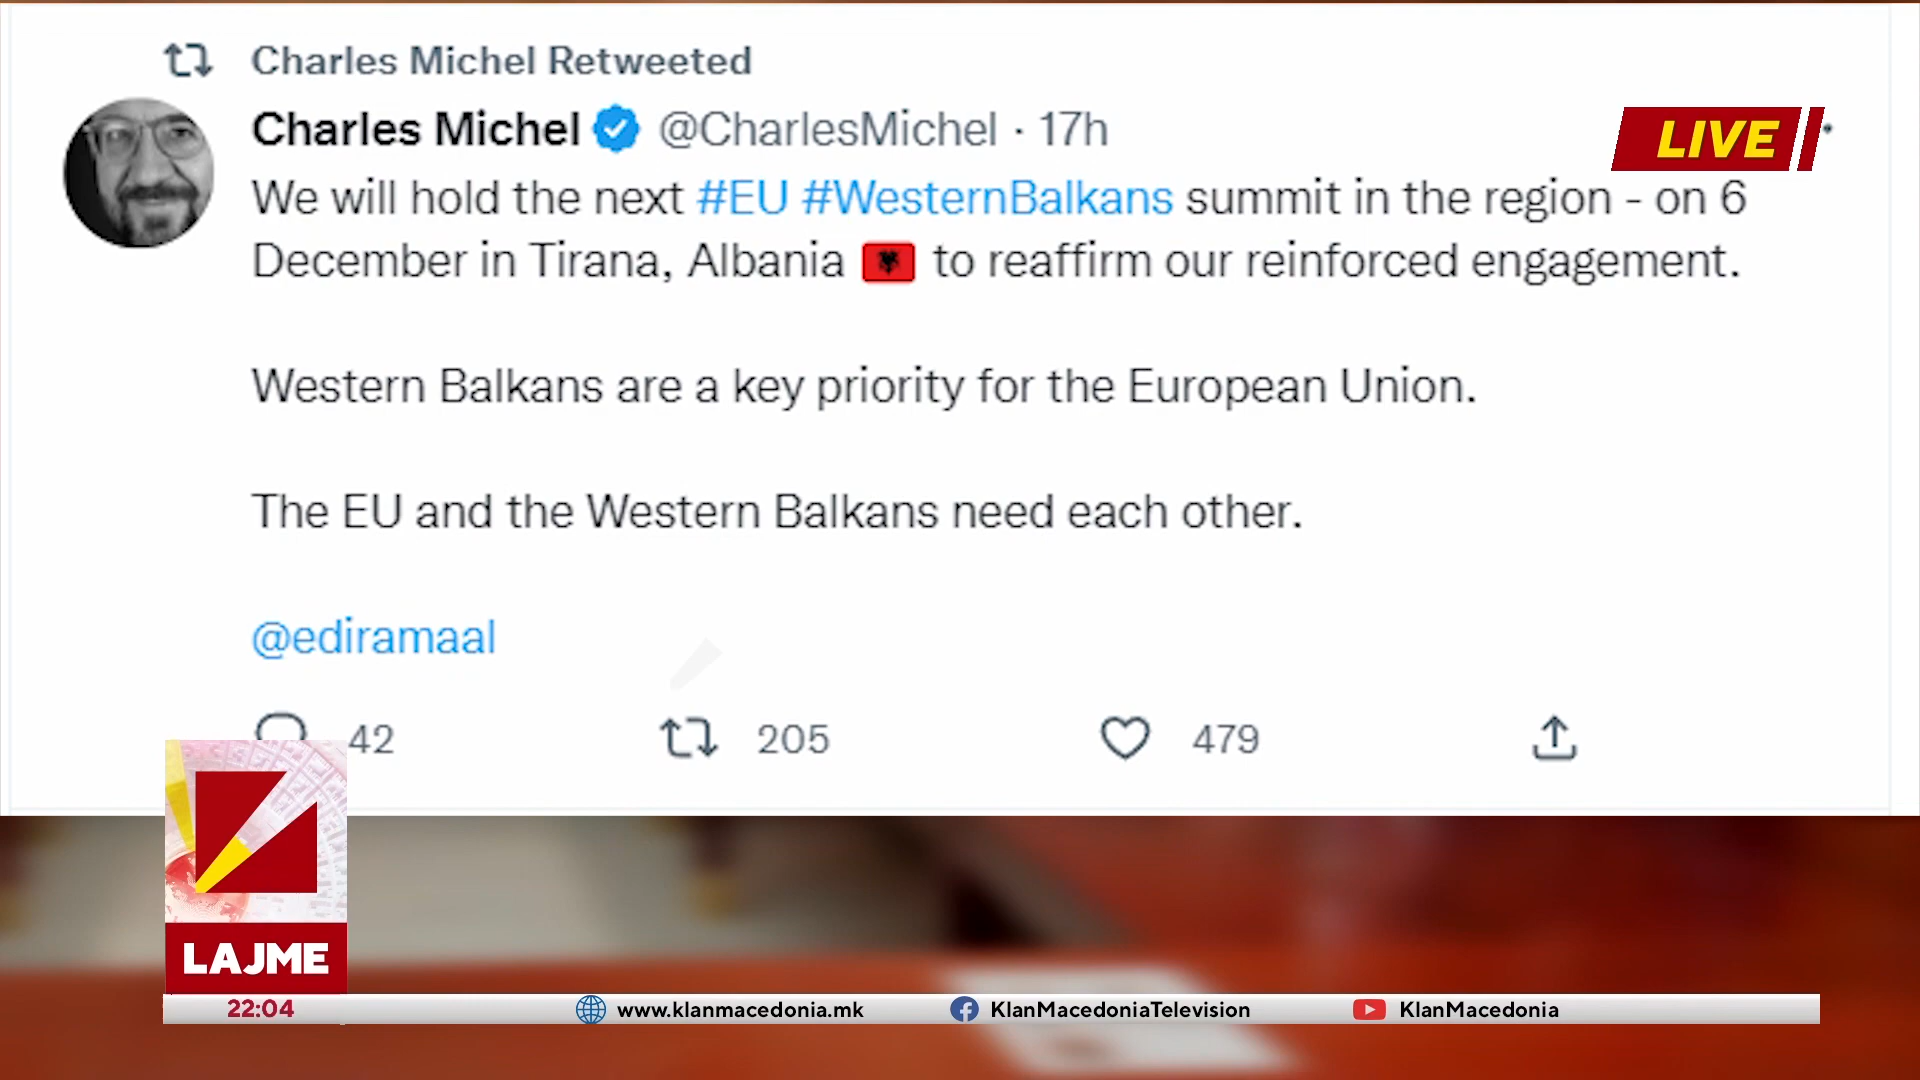 Charles Michel Retweeted
Charles Michel @CharlesMichel · 17h
LIVE
We will hold the next #EU #WesternBalkans summit in the region - on 6
December in Tirana, Albania 🇦🇱 to reaffirm our reinforced engagement.
Western Balkans are a key priority for the European Union.
The EU and the Western Balkans need each other.
@ediramaal
42 205 479
LAJME
22:04 www.klanmacedonia.mk KlanMacedoniaTelevision KlanMacedonia